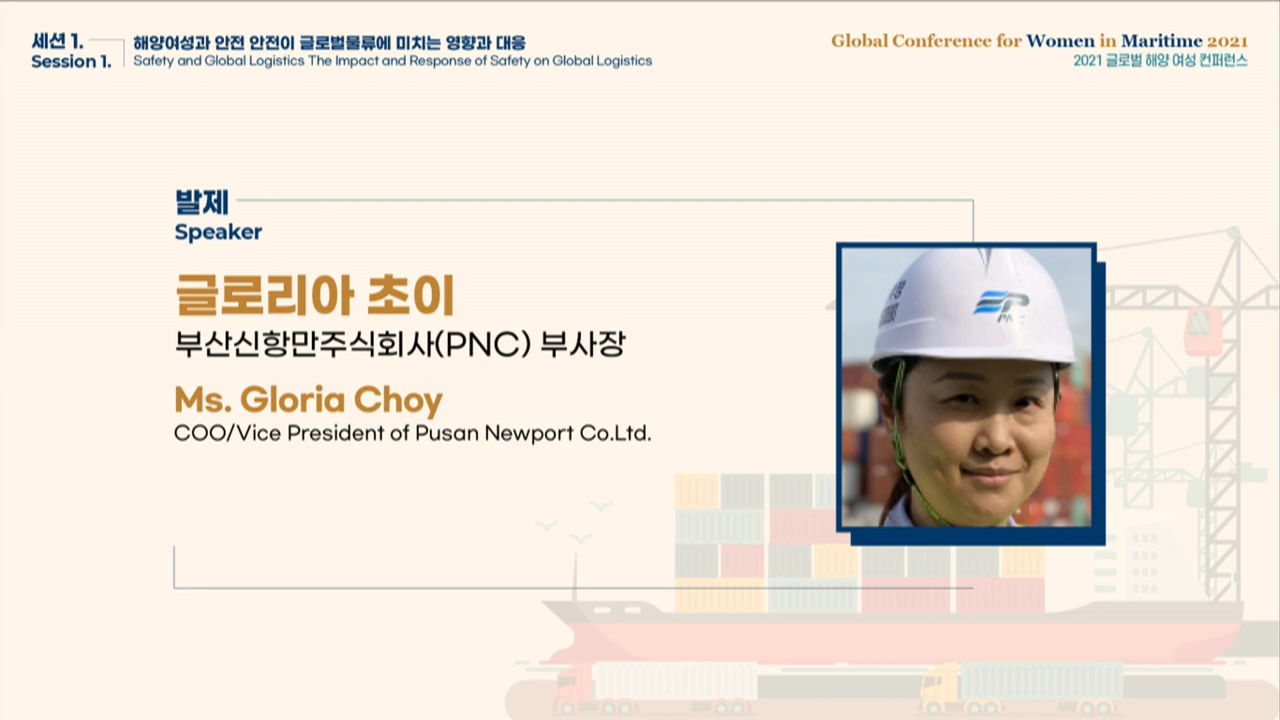 세션 1.
Session 1.
해양여성과 안전 안전이 글로벌물류에 미치는 영향과 대응
Safety and Global Logistics The Impact and Response of Safety on Global Logistics
Global Conference for Women in Maritime 2021
2021 글로벌 해양 여성 컨퍼런스
발제
Speaker
글로리아 초이
부산신항만주식회사(PNC) 부사장
Ms. Gloria Choy
COO/Vice President of Pusan Newport Co.Ltd.
PNC